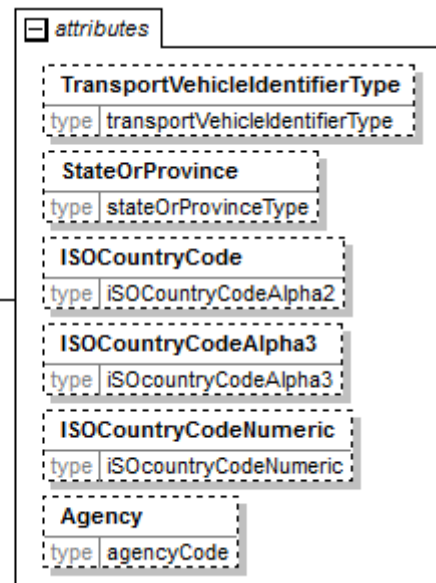 attributes
TransportVehicleIdentifierType
type transportVehicleIdentifierType
StateOrProvince
type stateOrProvinceType
ISOCountryCode
type iSOCountryCodeAlpha2
ISOCountryCodeAlpha3
type iSOcountryCodeAlpha3
ISOCountryCodeNumeric
type iSOcountryCodeNumeric
Agency
type agencyCode